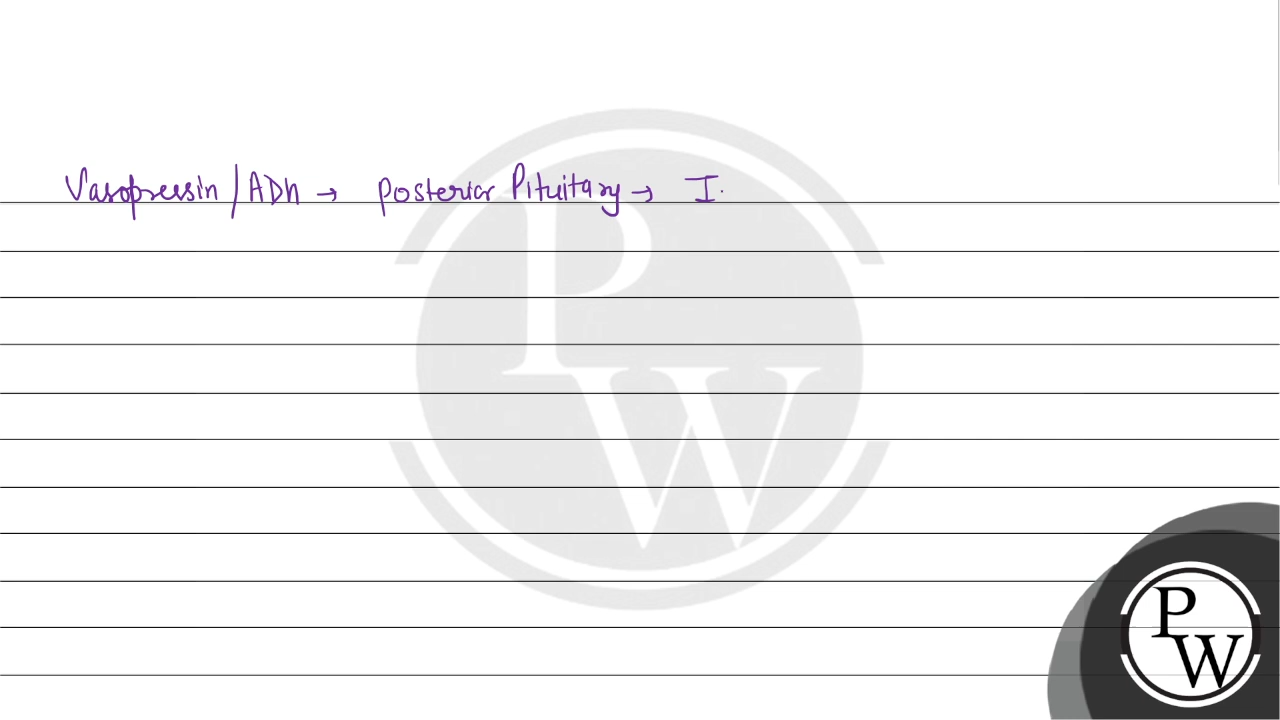 Vasopressin/ADh → posterior Pituitary → I.
P
W
P
W